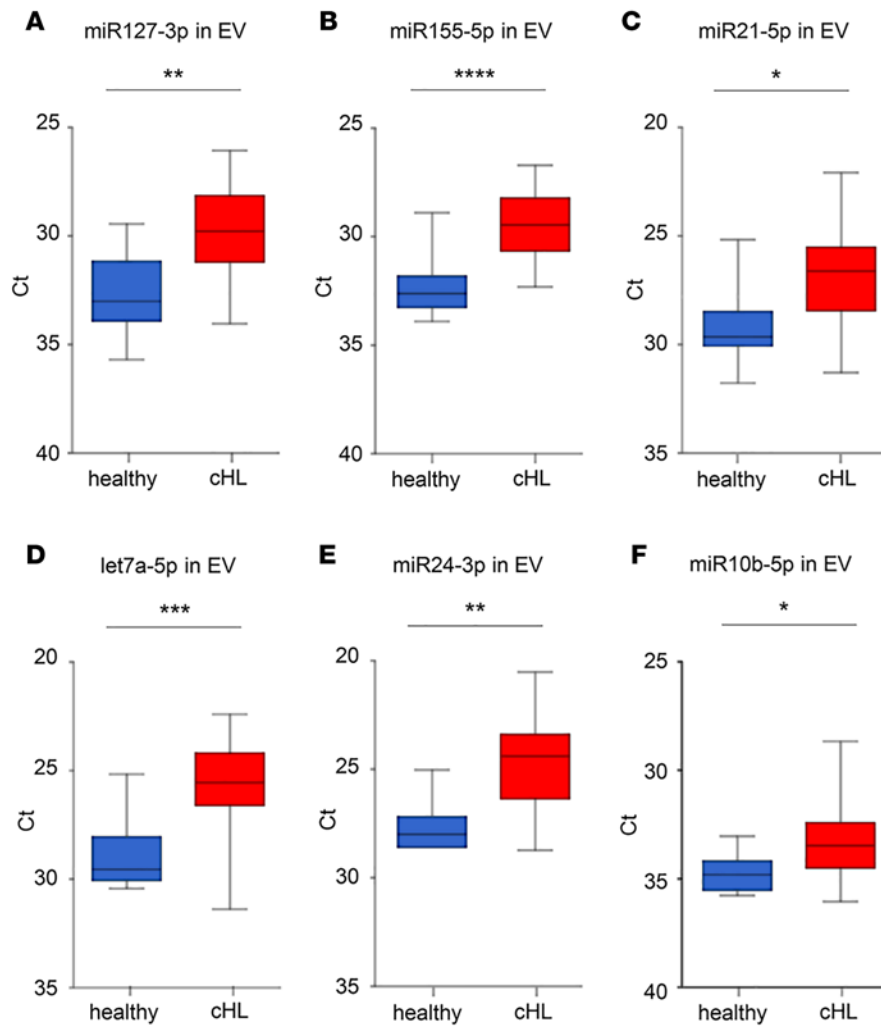 A
miR127-3p in EV
**
25
30
35
40
Ct
healthy cHL
B
miR155-5p in EV
****
25
30
35
40
Ct
healthy cHL
C
miR21-5p in EV
*
20
25
30
35
Ct
healthy cHL
D
let7a-5p in EV
***
20
25
30
35
Ct
healthy cHL
E
miR24-3p in EV
**
20
25
30
35
Ct
healthy cHL
F
miR10b-5p in EV
*
25
30
35
40
Ct
healthy cHL